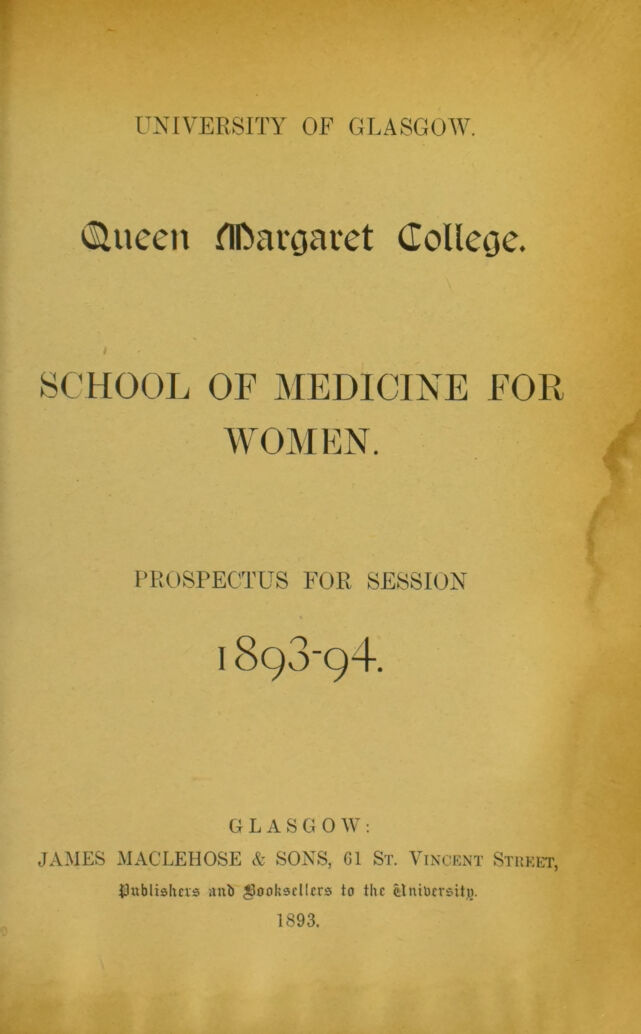 UNIVERSITY OF GLASGOW.
Queen Margaret College.
SCHOOL OF MEDICINE FOR
WOMEN.
PROSPECTUS FOR SESSION
1893-94.
GLASGOW:
JAMES MACLEHOSE & SONS, 61 ST. VINCENT STREET,
Publishers and Booksellers to the University.
1893.